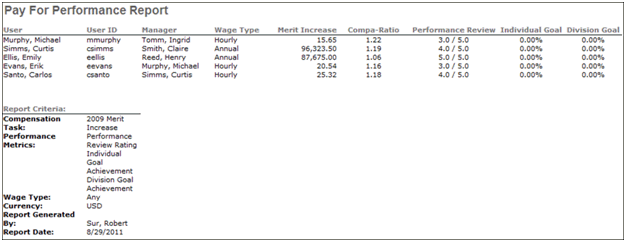 Pay For Performance Report
User User ID Manager Wage Type Merit Increase Compa-Ratio Performance Review Individual Goal Division Goal
Murphy, Michael mmurphy Tomm, Ingrid Hourly 15.65 1.22 3.0 / 5.0 0.00% 0.00%
Simms, Curtis csimms Smith, Claire Annual 96,323.50 1.19 4.0 / 5.0 0.00% 0.00%
Ellis, Emily eellis Reed, Henry Annual 87,675.00 1.06 5.0 / 5.0 0.00% 0.00%
Evans, Erik eevans Murphy, Michael Hourly 20.54 1.16 3.0 / 5.0 0.00% 0.00%
Santo, Carlos csanto Simms, Curtis Hourly 25.32 1.18 4.0 / 5.0 0.00% 0.00%
Report Criteria:
Compensation 2009 Merit
Task: Increase
Performance Performance
Metrics: Review Rating
Individual
Goal
Achievement
Division Goal
Achievement
Wage Type: Any
Currency: USD
Report Generated
By: Sur, Robert
Report Date: 8/29/2011